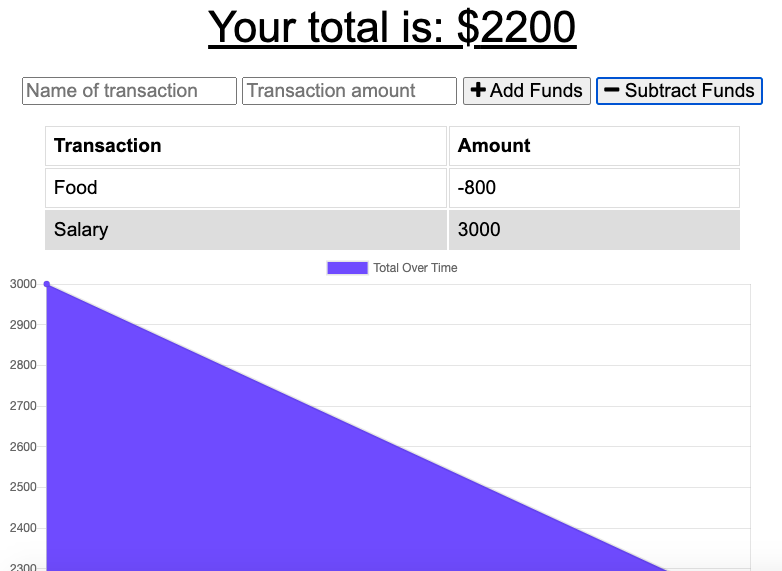 Your total is: $2200
Name of transaction Transaction amount Add Funds Subtract Funds
Transaction Amount
Food -800
Salary 3000
Total Over Time
3000
2900
2800
2700
2600
2500
2400
2300